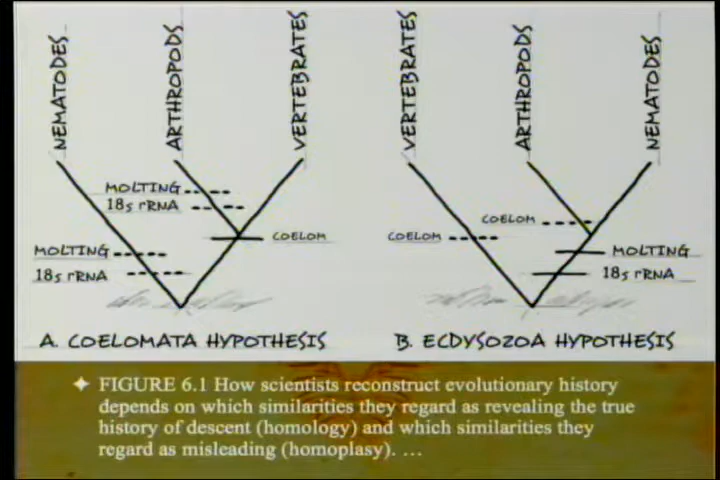 NEMATODES
ARTHROPODS
VERTEBRATES
MOLTING
18s rRNA
COELOM
MOLTING
18s rRNA
A. COELOMATA HYPOTHESIS
VERTEBRATES
ARTHROPODS
NEMATODES
COELOM
COELOM
MOLTING
18s rRNA
B. ECDYSOZOA HYPOTHESIS
✦ FIGURE 6.1 How scientists reconstruct evolutionary history
depends on which similarities they regard as revealing the true
history of descent (homology) and which similarities they
regard as misleading (homoplasy). …